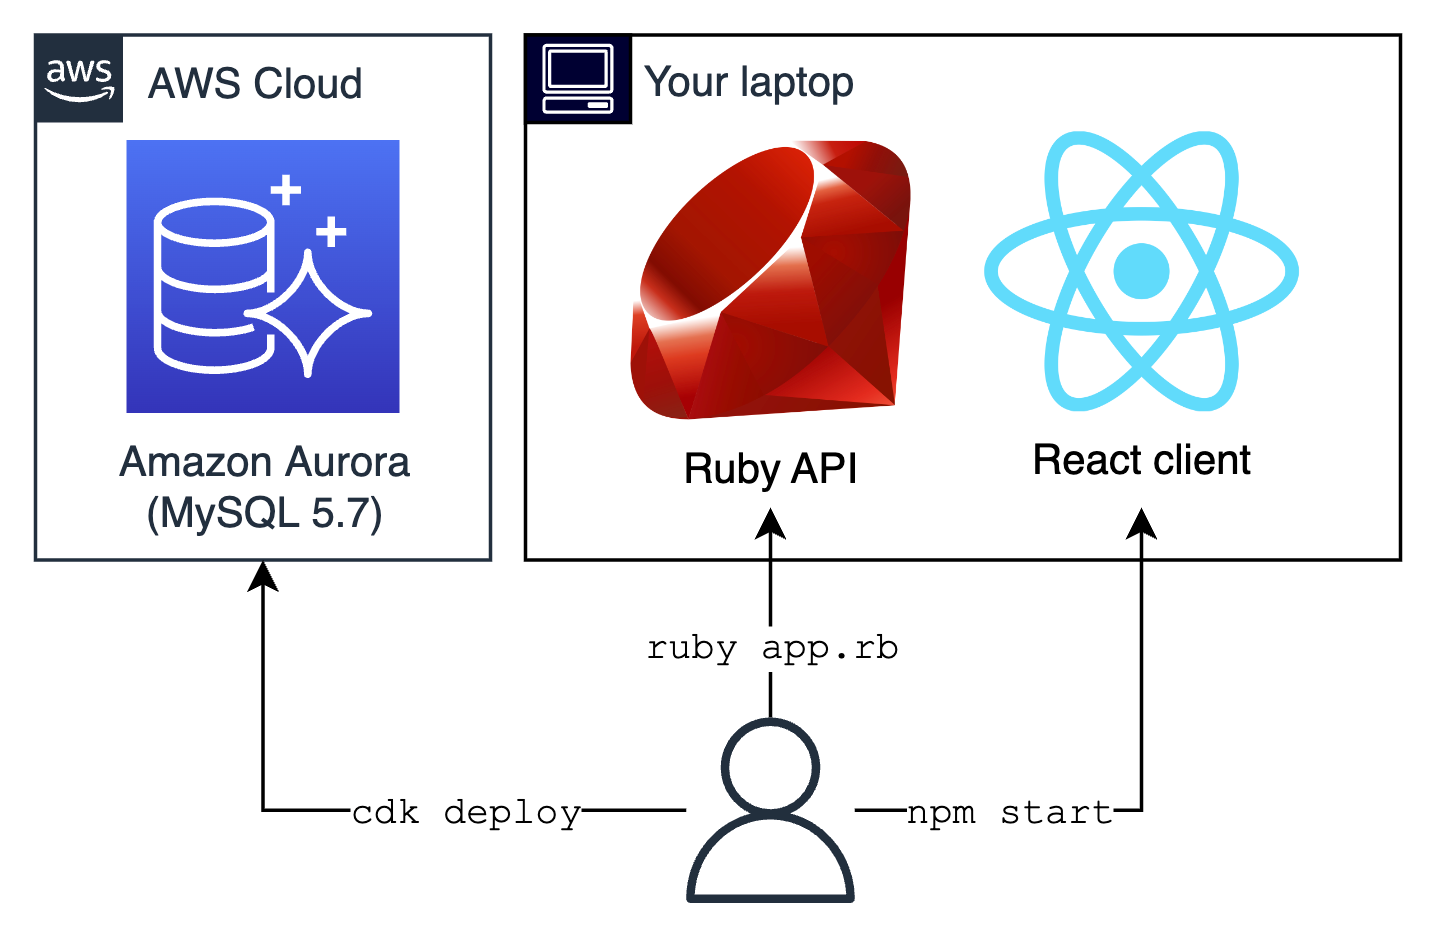 aws
AWS Cloud
Your laptop
Amazon Aurora
(MySQL 5.7)
Ruby API
React client
ruby app.rb
cdk deploy
npm start